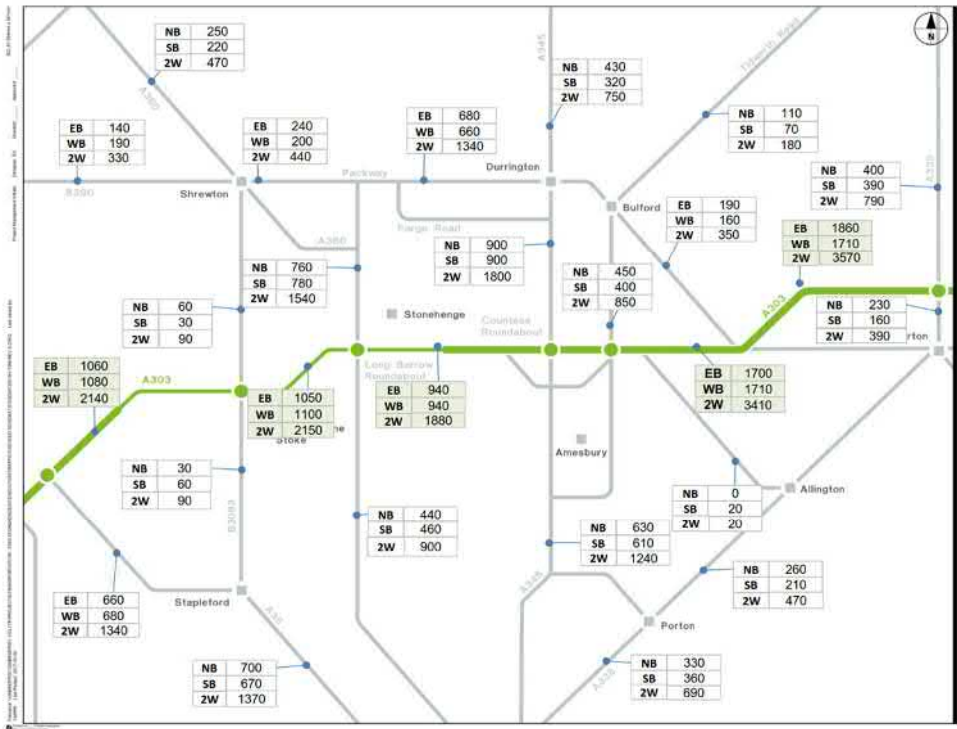 N
A345
Tidworth Road
NB 250
SB 220
2W 470
A360
NB 430
SB 320
2W 750
NB 110
SB 70
2W 180
EB 140
WB 190
2W 330
EB 240
WB 200
2W 440
EB 680
WB 660
2W 1340
Packway
Durrington
Shrewton
NB 400
SB 390
2W 790
Bulford
EB 190
WB 160
2W 350
A360
NB 900
SB 900
2W 1800
EB 1860
WB 1710
2W 3570
NB 760
SB 780
2W 1540
NB 450
SB 400
2W 850
NB 60
SB 30
2W 90
Stonehenge
Countess
Roundabout
A303
NB 230
SB 160
2W 390
rton
EB 1060
WB 1080
2W 2140
A303
Long Barrow
Roundabout
EB 1050
WB 1100
2W 2150
ne
Stoke
EB 940
WB 940
2W 1880
EB 1700
WB 1710
2W 3410
Amesbury
NB 30
SB 60
2W 90
B3083
NB 0
SB 20
2W 20
Allington
NB 440
SB 460
2W 900
NB 630
SB 610
2W 1240
NB 260
SB 210
2W 470
A345
EB 660
WB 680
2W 1340
Stapleford
Porton
NB 700
SB 670
2W 1370
NB 330
SB 360
2W 690
A338